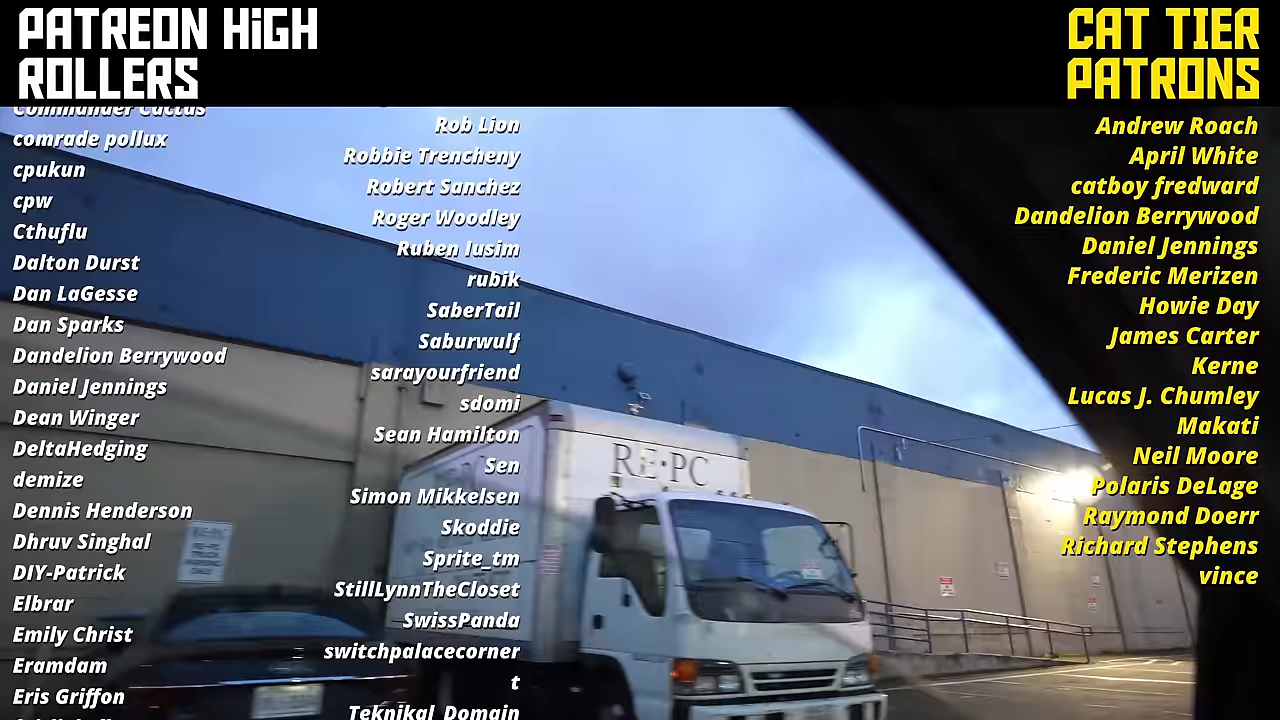 PATREON HiGH
ROLLERS
Commander Cactus
comrade pollux
cpukun
cpw
Cthuflu
Dalton Durst
Dan LaGesse
Dan Sparks
Dandelion Berrywood
Daniel Jennings
Dean Winger
DeltaHedging
demize
Dennis Henderson
Dhruv Singhal
DIY-Patrick
Elbrar
Emily Christ
Eramdam
Eris Griffon
Rob Lion
Robbie Trencheny
Robert Sanchez
Roger Woodley
Ruben Iusim
rubik
SaberTail
Saburwulf
sarayourfriend
sdomi
Sean Hamilton
Sen
Simon Mikkelsen
Skoddie
Sprite_tm
StillLynnTheCloset
SwissPanda
switchpalacecorner
t
Teknikal_Domain
RE-PC
CAT TIER
PATRONS
Andrew Roach
April White
catboy fredward
Dandelion Berrywood
Daniel Jennings
Frederic Merizen
Howie Day
James Carter
Kerne
Lucas J. Chumley
Makati
Neil Moore
Polaris DeLage
Raymond Doerr
Richard Stephens
vince